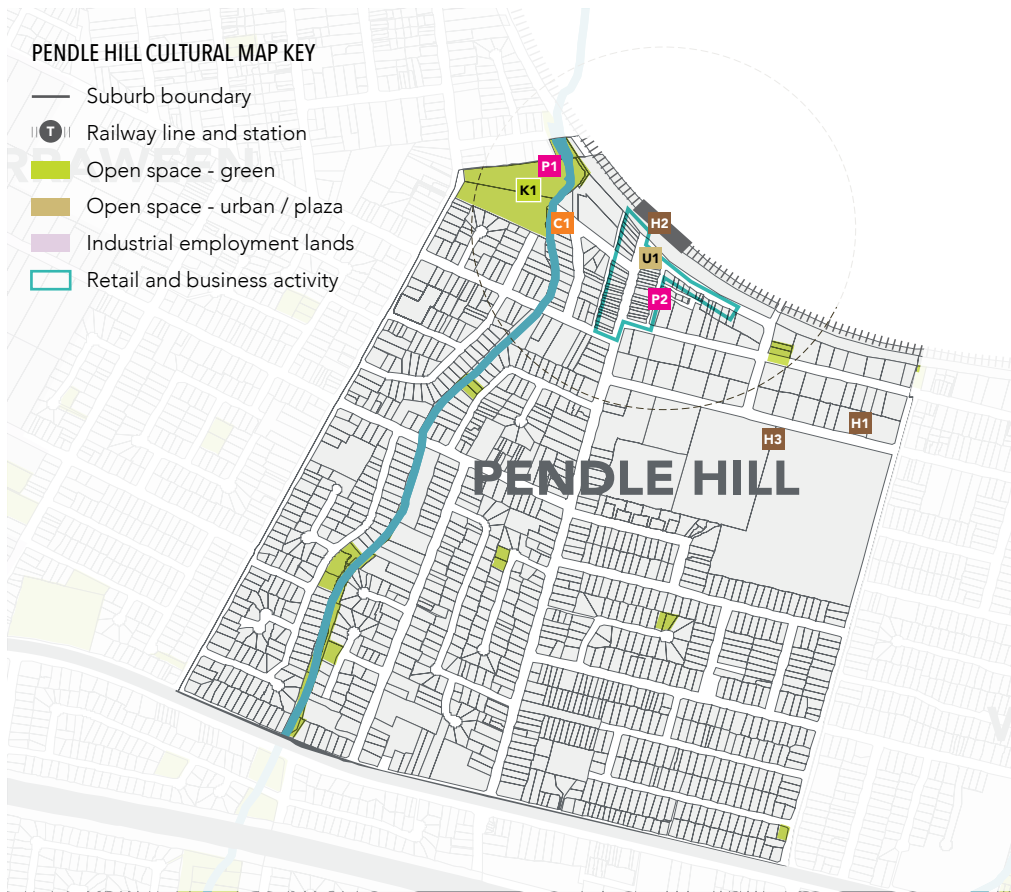 PENDLE HILL CULTURAL MAP KEY
Suburb boundary
T
Railway line and station
Open space - green
Open space - urban / plaza
Industrial employment lands
Retail and business activity
P1
K1
C1
H2
U1
P2
H1
H3
PENDLE HILL